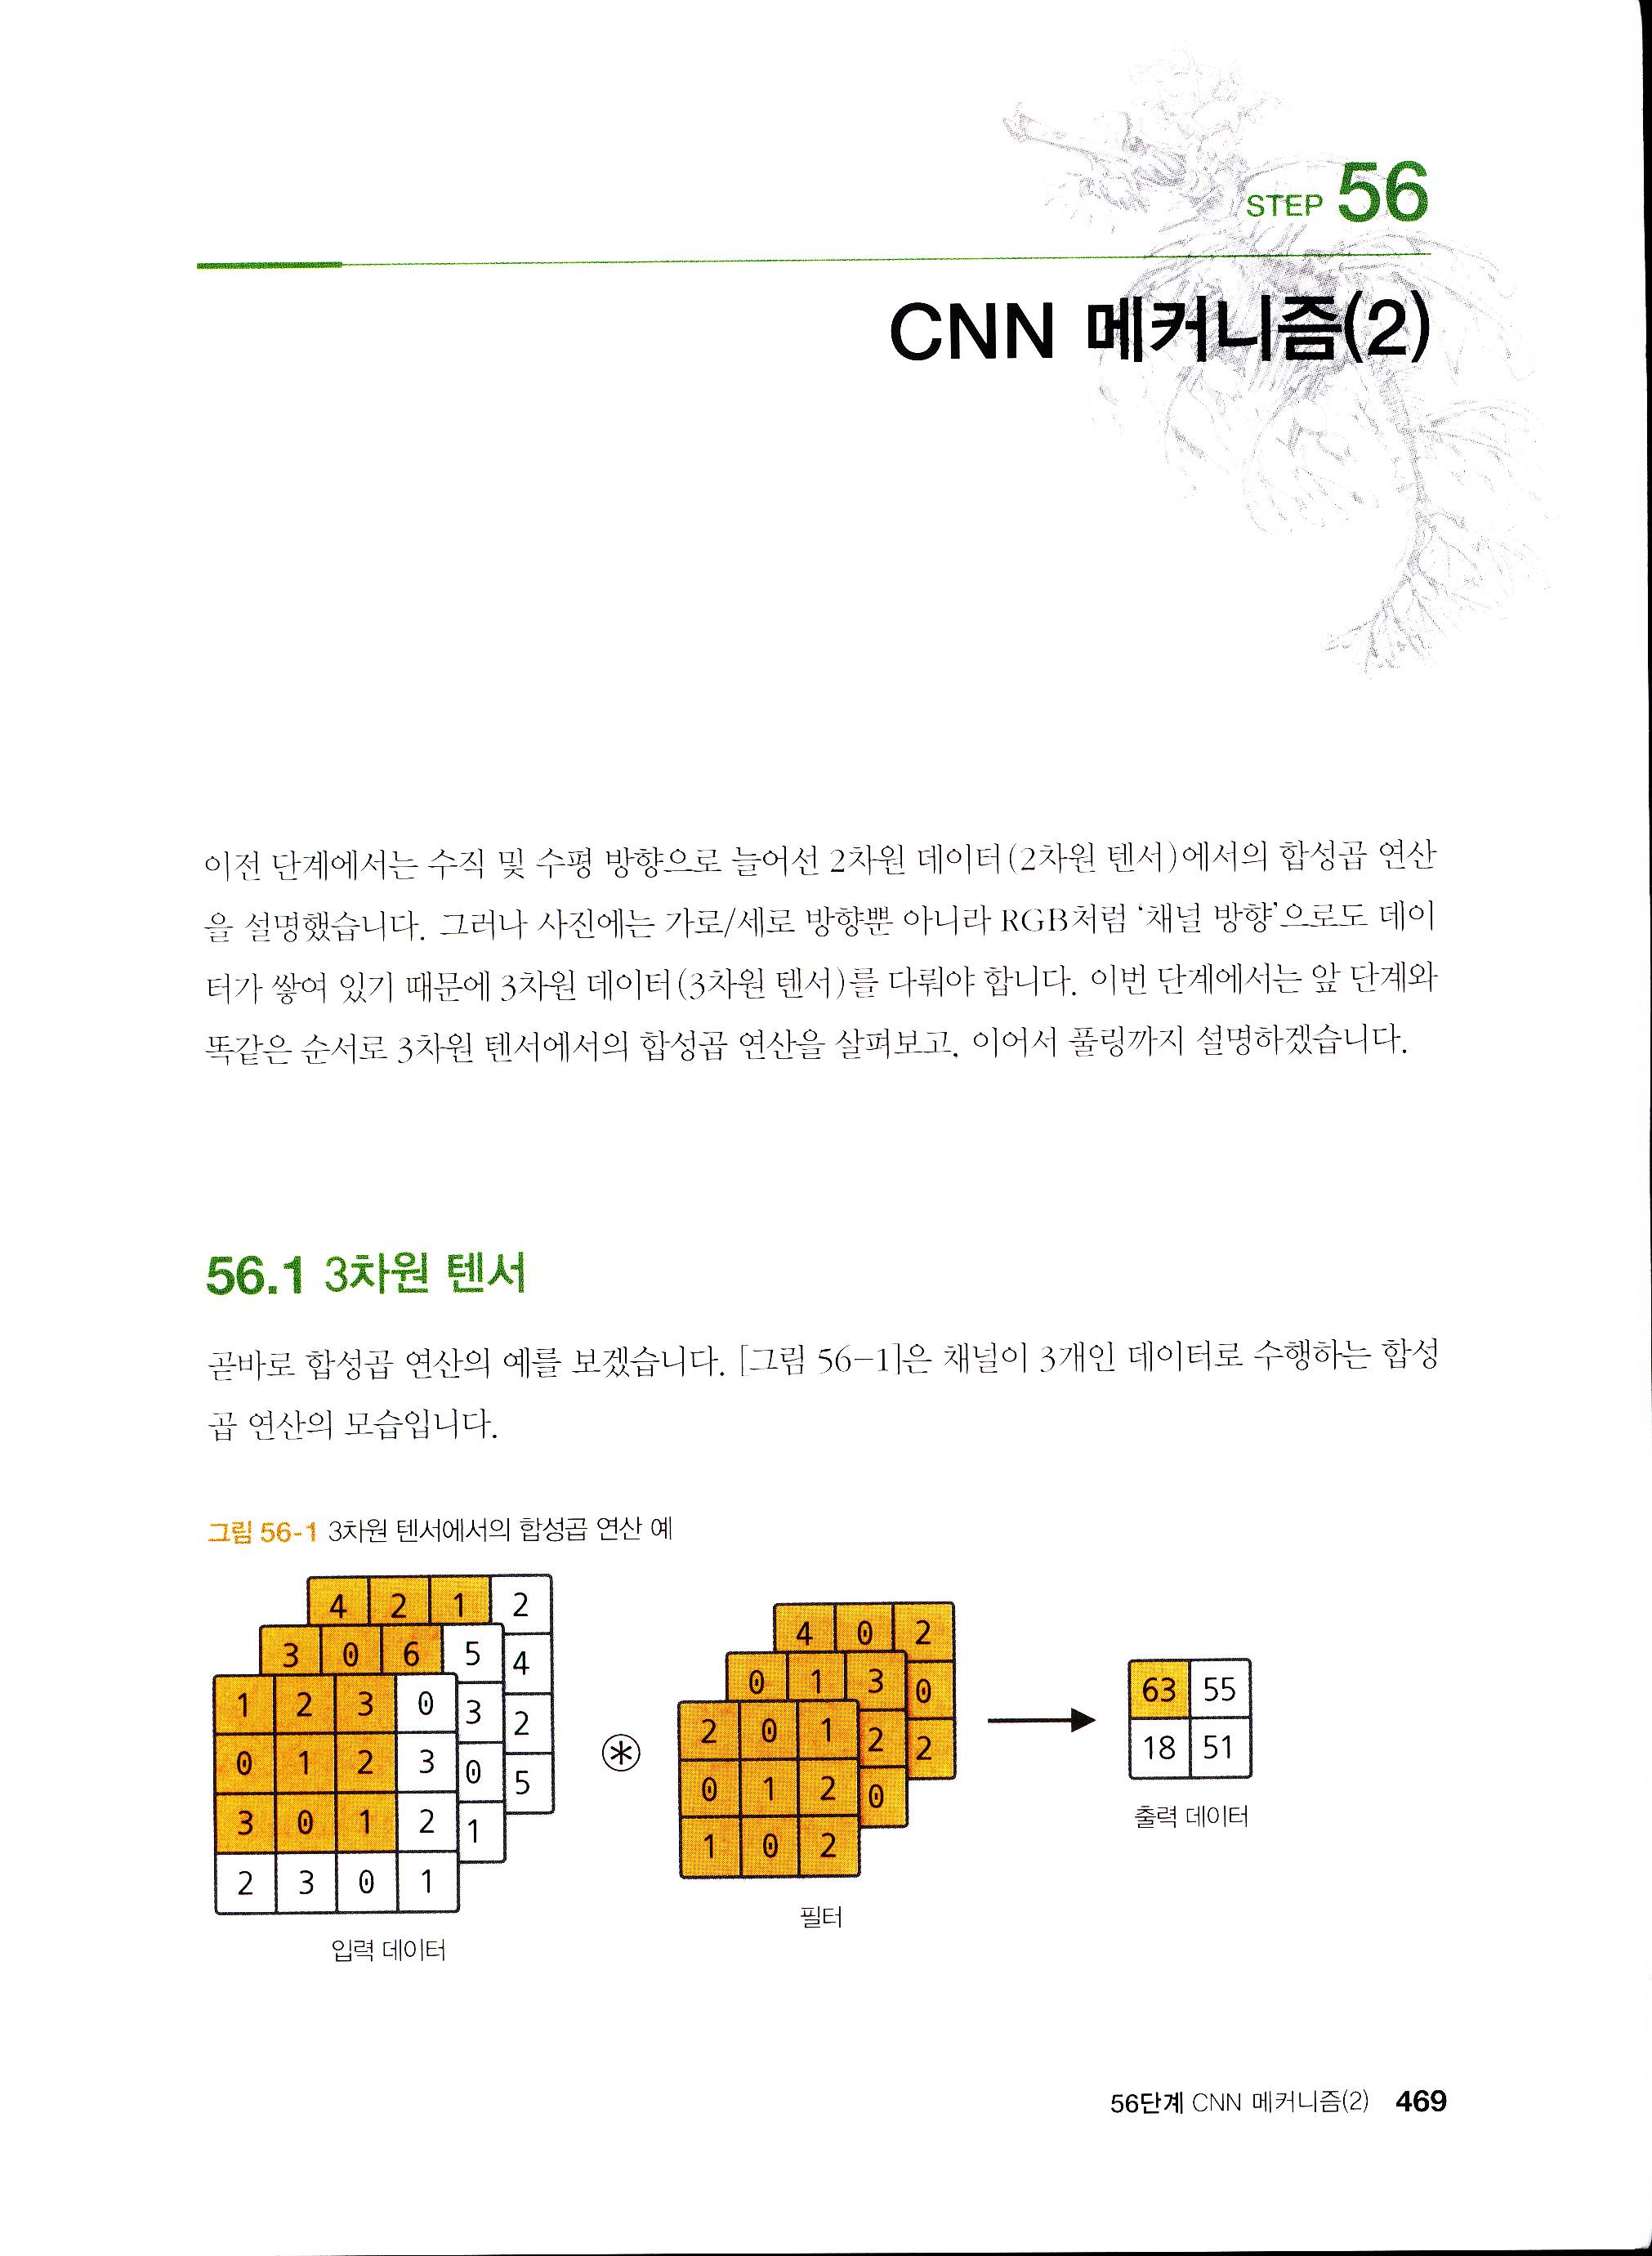 STEP 56
CNN 메커니즘(2)
이전 단계에서는 수직 및 수평 방향으로 늘어선 2차원 데이터(2차원 텐서)에서의 합성곱 연산
을 설명했습니다. 그러나 사진에는 가로/세로 방향뿐 아니라 RGB처럼 ‘채널 방향’으로도 데이
터가 쌓여 있기 때문에 3차원 데이터(3차원 텐서)를 다뤄야 합니다. 이번 단계에서는 앞 단계와
똑같은 순서로 3차원 텐서에서의 합성곱 연산을 살펴보고, 이어서 풀링까지 설명하겠습니다.
56.1 3차원 텐서
곧바로 합성곱 연산의 예를 보겠습니다. [그림 56-1]은 채널이 3개인 데이터로 수행하는 합성
곱 연산의 모습입니다.
그림 56-1 3차원 텐서에서의 합성곱 연산 예
4 2 1 2
3 0 6 5 4
1 2 3 0 3 2
0 1 2 3 0 5
3 0 1 2 1
2 3 0 1
입력 데이터
*
4 0 2
0 1 3 0
2 0 1 2 2
0 1 2 0
1 0 2
필터
63 55
18 51
출력 데이터
56단계 CNN 메커니즘(2) 469